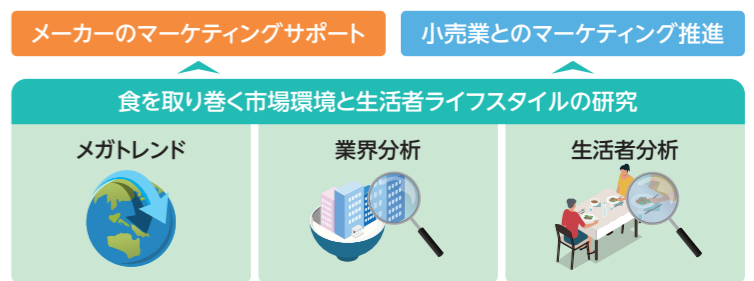 メーカーのマーケティングサポート
小売業とのマーケティング推進
食を取り巻く市場環境と生活者ライフスタイルの研究
メガトレンド
業界分析
生活者分析